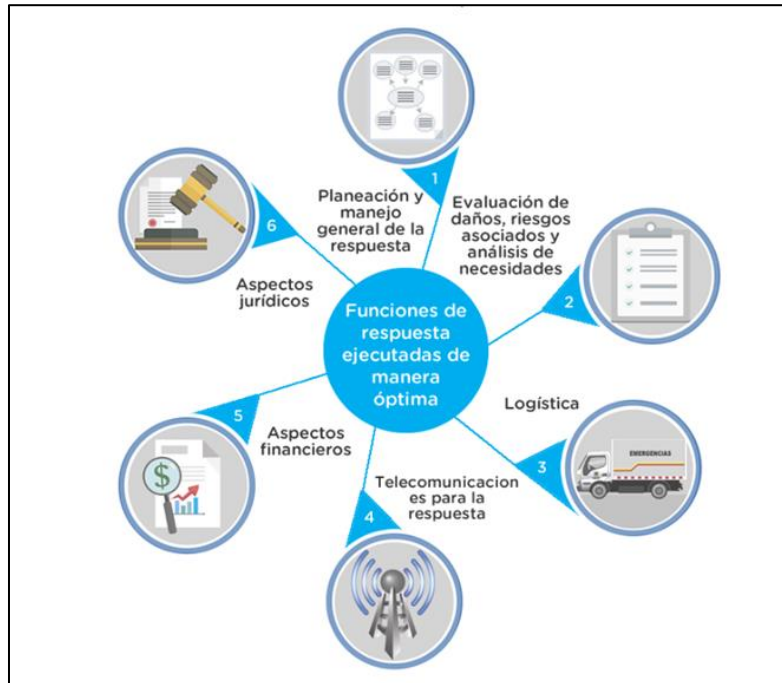 Funciones de
respuesta
ejecutadas de
manera
óptima
1
Planeación y
manejo
general de la
respuesta
2
Evaluación de
daños, riesgos
asociados y
análisis de
necesidades
3
Logística
EMERGENCIAS
4
Telecomunicacion
es para la
respuesta
5
Aspectos
financieros
$
6
Aspectos
jurídicos